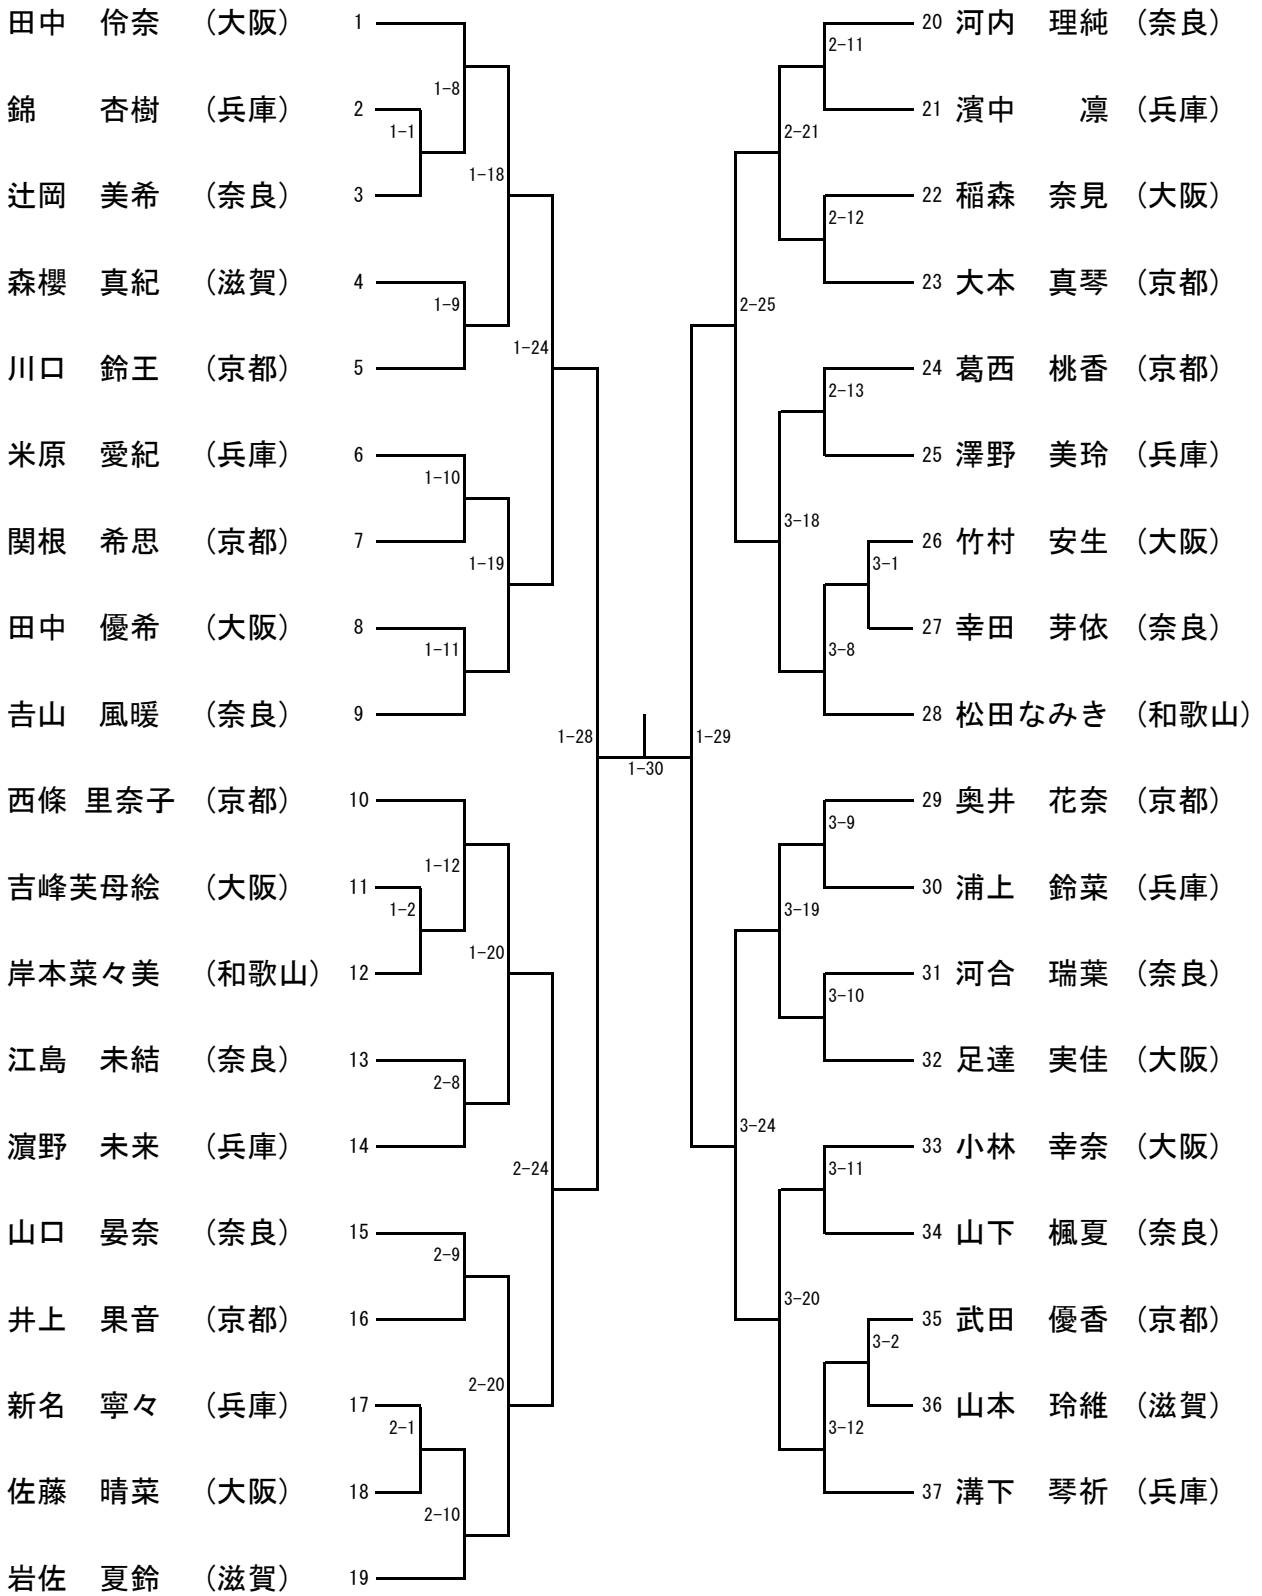 田中　伶奈　（大阪）　1
1-8
錦　　杏樹　（兵庫）　2
1-1
1-18
辻岡　美希　（奈良）　3
森櫻　真紀　（滋賀）　4
1-9
1-24
川口　鈴王　（京都）　5
米原　愛紀　（兵庫）　6
1-10
関根　希思　（京都）　7
1-19
田中　優希　（大阪）　8
1-11
𠮷山　風暖　（奈良）　9
1-28
西條　里奈子　（京都）　10
1-12
吉峰芙母絵　（大阪）　11
1-2
1-20
岸本菜々美　（和歌山）　12
江島　未結　（奈良）　13
2-8
濵野　未来　（兵庫）　14
2-24
山口　晏奈　（奈良）　15
2-9
井上　果音　（京都）　16
2-20
新名　寧々　（兵庫）　17
2-1
佐藤　晴菜　（大阪）　18
2-10
岩佐　夏鈴　（滋賀）　19
1-30
20　河内　理純　（奈良）
2-11
21　濱中　凛　（兵庫）
2-21
22　稲森　奈見　（大阪）
2-12
23　大本　真琴　（京都）
2-25
24　葛西　桃香　（京都）
2-13
25　澤野　美玲　（兵庫）
3-18
26　竹村　安生　（大阪）
3-1
27　幸田　芽依　（奈良）
3-8
28　松田なみき　（和歌山）
1-29
29　奥井　花奈　（京都）
3-9
30　浦上　鈴菜　（兵庫）
3-19
31　河合　瑞葉　（奈良）
3-10
32　足達　実佳　（大阪）
3-24
33　小林　幸奈　（大阪）
3-11
34　山下　楓夏　（奈良）
3-20
35　武田　優香　（京都）
3-2
36　山本　玲維　（滋賀）
3-12
37　溝下　琴祈　（兵庫）